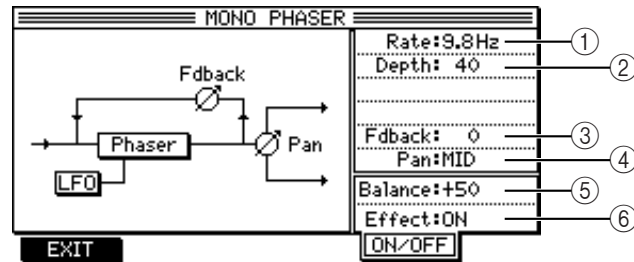 MONO PHASER
Rate:9.8Hz
①
Depth: 40
②
Fdback
Phaser
Pan
LFO
Fdback: 0
③
Pan:MID
④
Balance:+50
⑤
Effect:ON
⑥
EXIT
ON/OFF